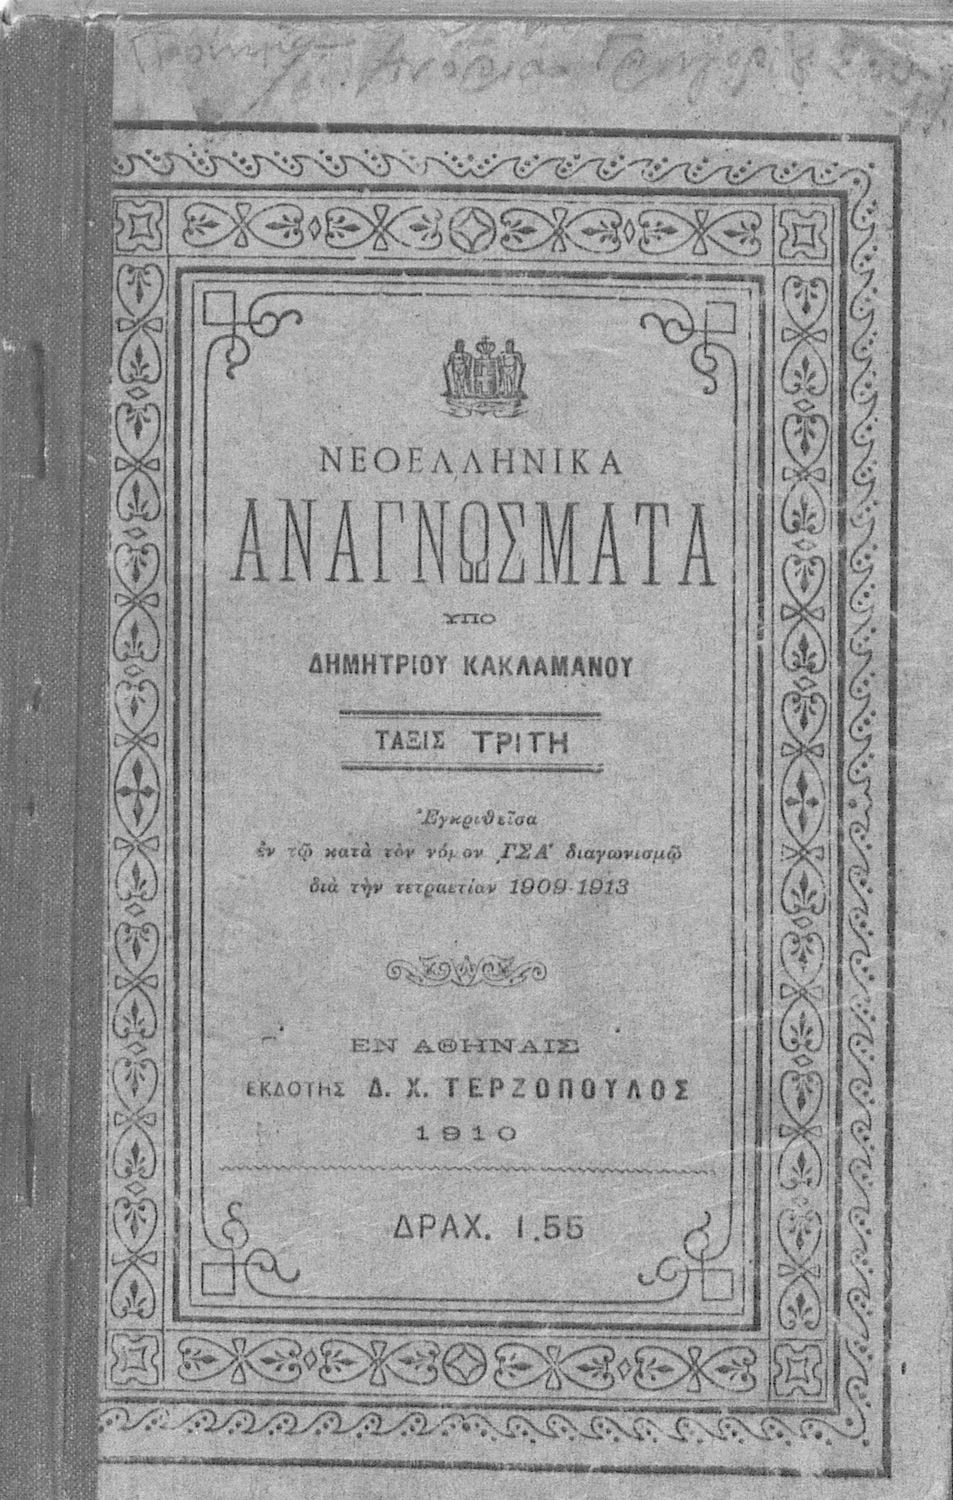 ΝΕΟΕΛΛΗΝΙΚΑ
ΑΝΑΓΝΩΣΜΑΤΑ
ΥΠΟ
ΔΗΜΗΤΡΙΟΥ ΚΑΚΛΑΜΑΝΟΥ
ΤΑΞΙΣ ΤΡΙΤΗ
Ἐγκριθεῖσα
ἐν τῷ κατὰ τὸν νόμον ΓΣΑ' διαγωνισμῷ
διὰ τὴν τετραετίαν 1909-1913
ΕΝ ΑΘΗΝΑΙΣ
ΕΚΔΟΤΗΣ Δ. Χ. ΤΕΡΖΟΠΟΥΛΟΣ
1910
ΔΡΑΧ. 1.55